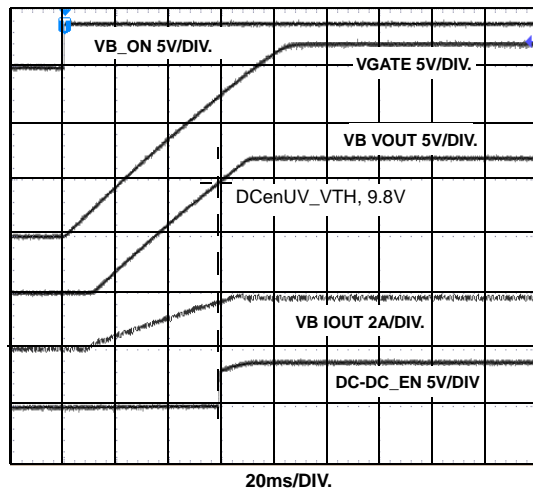 VB_ON 5V/DIV.
VGATE 5V/DIV.
VB VOUT 5V/DIV.
DCenUV_VTH, 9.8V
VB IOUT 2A/DIV.
DC-DC_EN 5V/DIV
20ms/DIV.